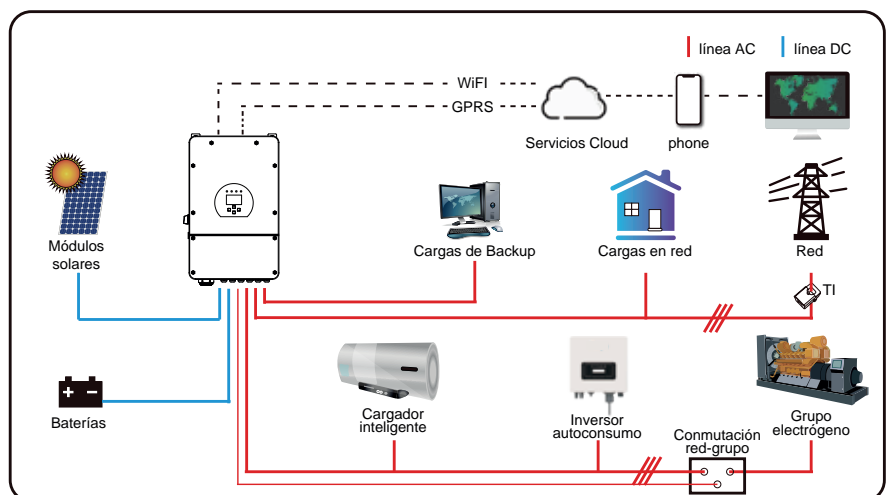 línea AC
línea DC
WiFI
GPRS
Servicios Cloud
phone
Módulos
solares
Cargas de Backup
Cargas en red
Red
TI
Baterías
Cargador
inteligente
Inversor
autoconsumo
Grupo
electrógeno
Conmutación
red-grupo